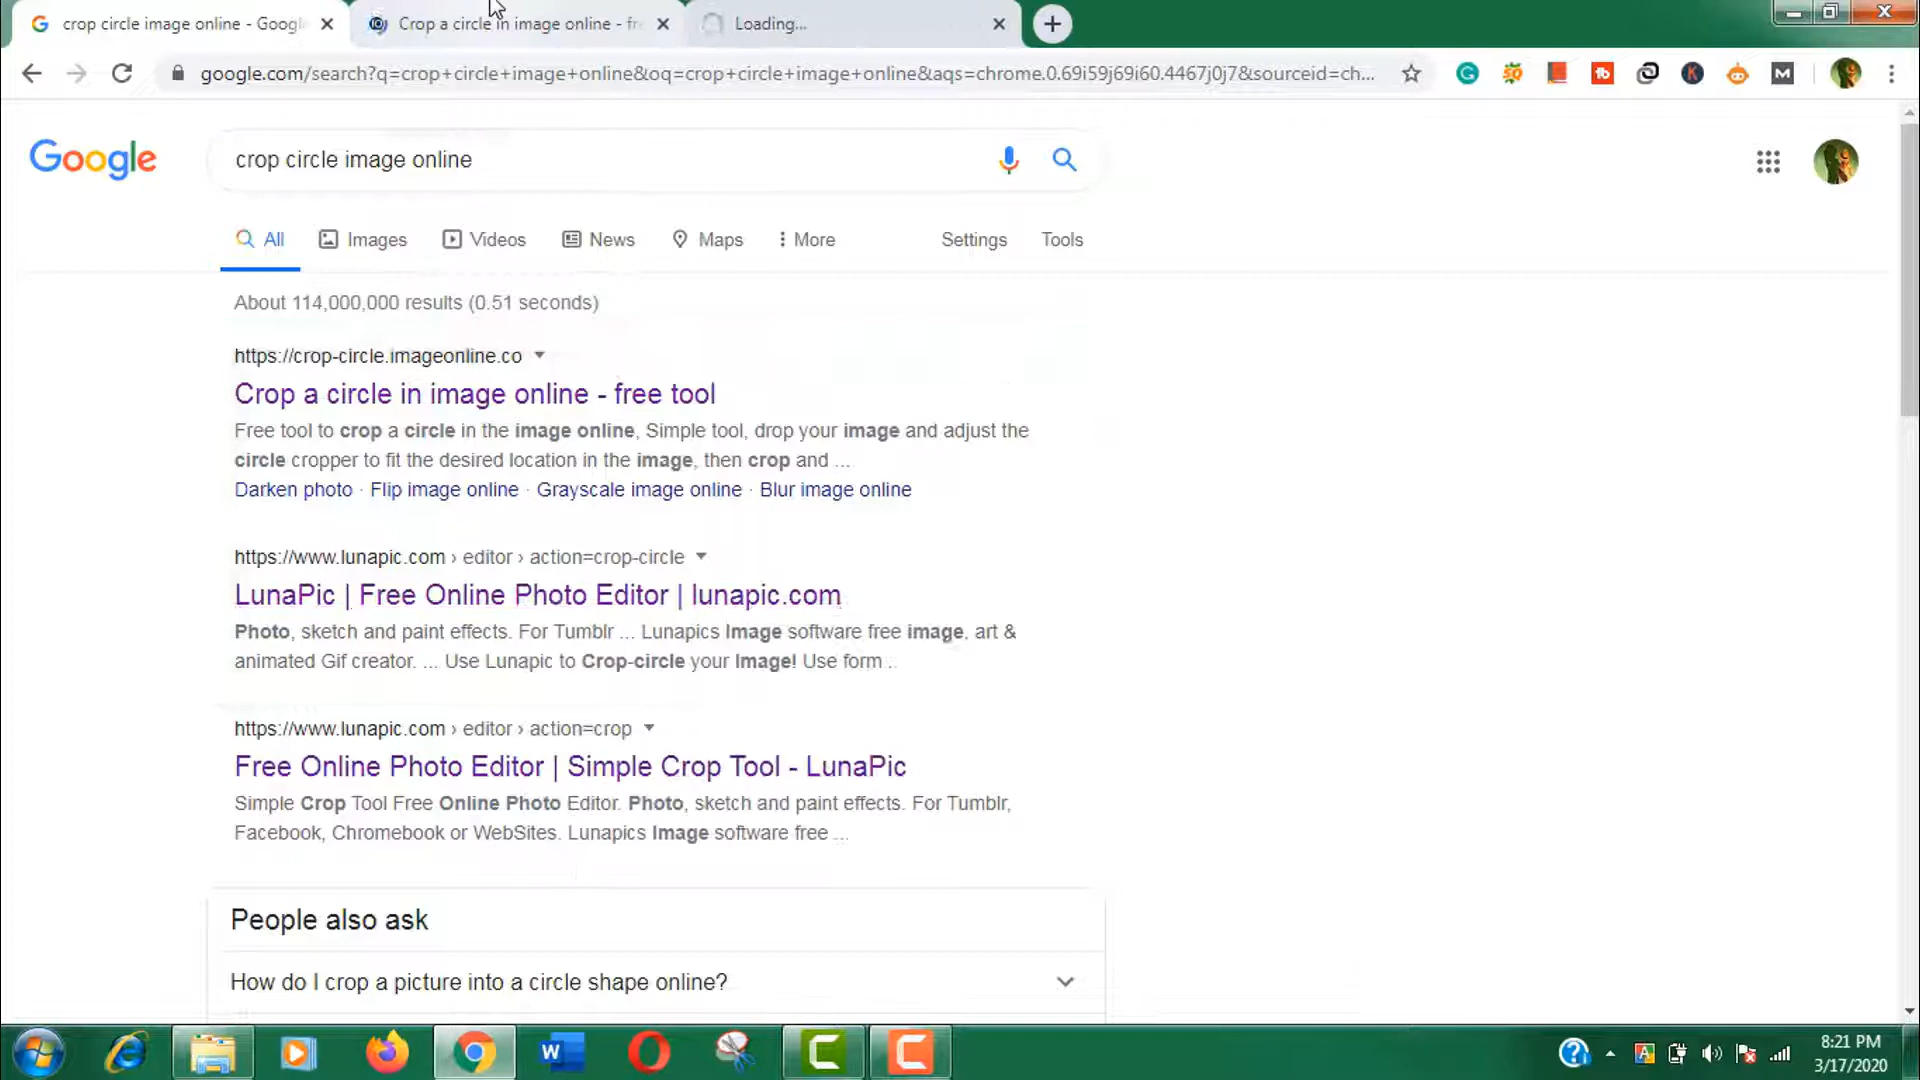 crop circle image online - Googl
Crop a circle in image online - fre
Loading...
google.com/search?q=crop+circle+image+online&oq=crop+circle+image+online&aqs=chrome.0.69i59j69i60.4467j0j7&sourceid=ch...
Google
crop circle image online
All
Images
Videos
News
Maps
More
Settings
Tools
About 114,000,000 results (0.51 seconds)
https://crop-circle.imageonline.co
Crop a circle in image online - free tool
Free tool to crop a circle in the image online, Simple tool, drop your image and adjust the
circle cropper to fit the desired location in the image, then crop and ...
Darken photo · Flip image online · Grayscale image online · Blur image online
https://www.lunapic.com › editor › action=crop-circle
LunaPic | Free Online Photo Editor | lunapic.com
Photo, sketch and paint effects. For Tumblr ... Lunapics Image software free image, art &
animated Gif creator. ... Use Lunapic to Crop-circle your Image! Use form ..
https://www.lunapic.com › editor › action=crop
Free Online Photo Editor | Simple Crop Tool - LunaPic
Simple Crop Tool Free Online Photo Editor. Photo, sketch and paint effects. For Tumblr,
Facebook, Chromebook or WebSites. Lunapics Image software free ...
People also ask
How do I crop a picture into a circle shape online?
8:21 PM
3/17/2020